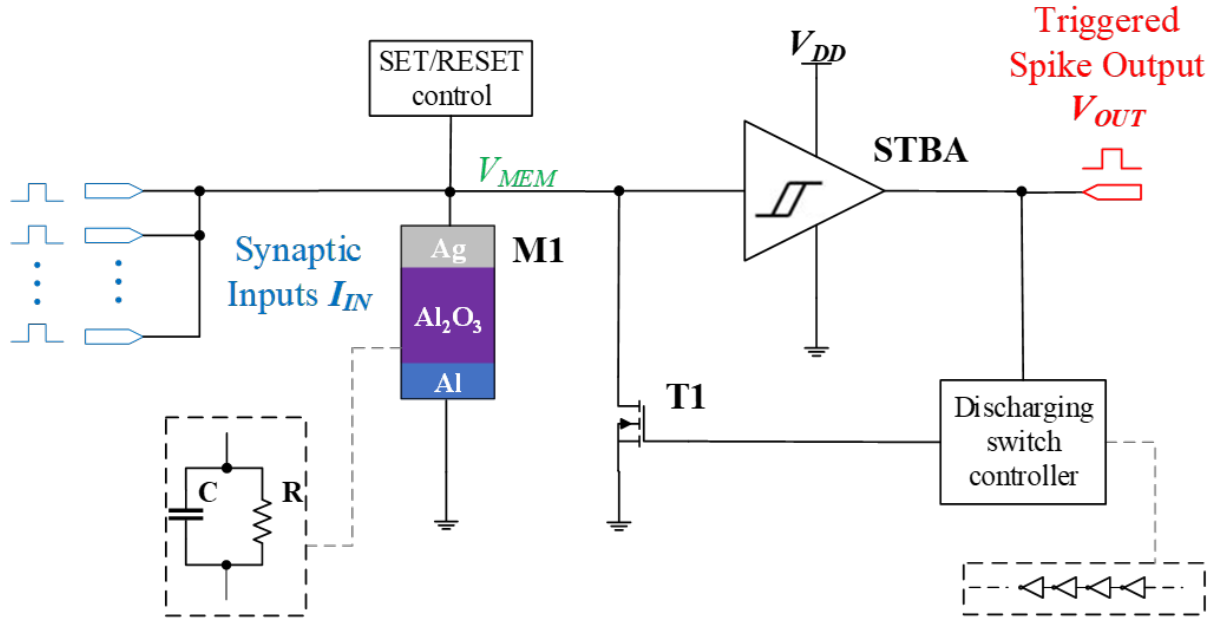 SET/RESET
control
V_DD
Triggered
Spike Output
V_OUT
STBA
V_MEM
Synaptic
Inputs I_IN
Ag
M1
Al₂O₃
Al
T1
Discharging
switch
controller
C
R